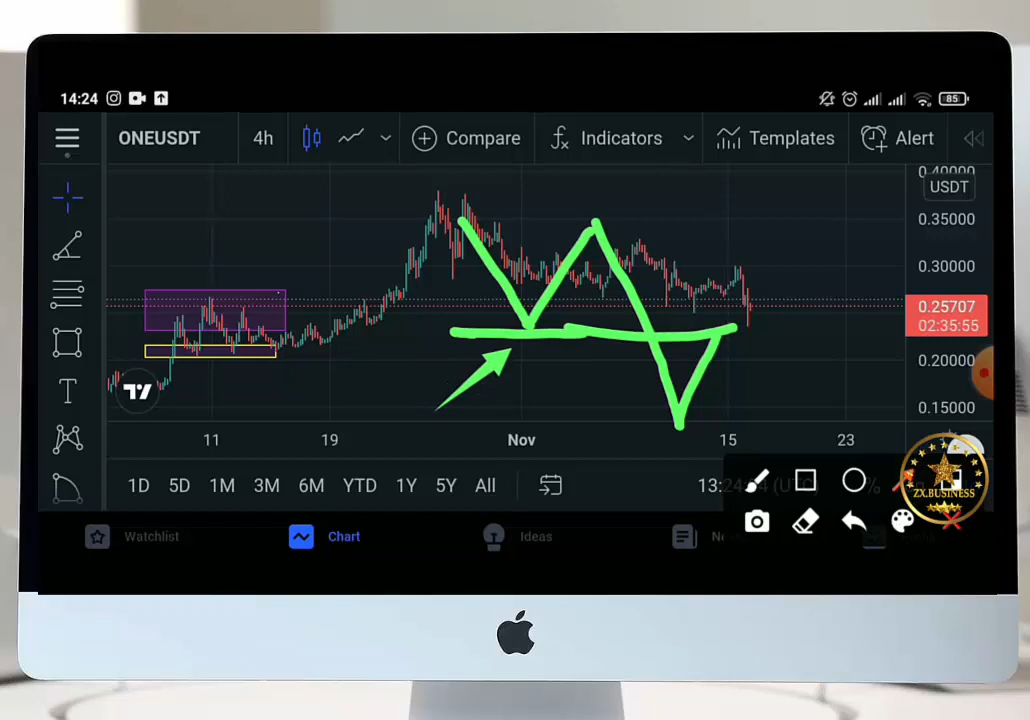 14:24
85
ONEUSDT 4h Compare Indicators Templates Alert
0.40000
USDT
0.35000
0.30000
0.25707
02:35:55
0.20000
0.15000
11 19 Nov 15 23
1D 5D 1M 3M 6M YTD 1Y 5Y All
%
ZX.BUSINESS
Watchlist Chart Ideas